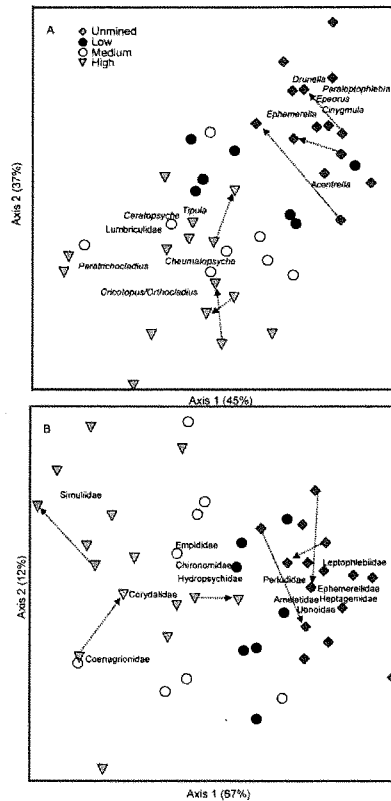 A
Unmined
Low
Medium
High
Drunella
Paraleptophlebia
Epeorus
Cinygmula
Ephemerella
Acentrella
Ceratopsyche
Tipula
Lumbriculidae
Cheumatopsyche
Paratrichocladius
Cricotopus/Orthocladius
Axis 2 (37%)
Axis 1 (45%)
B
Simuliidae
Empididae
Chironomidae
Hydropsychidae
Corydalidae
Coenagrionidae
Leptophlebiidae
Perlodidae
Ephemerellidae
Ameletidae
Heptageniidae
Uenoidae
Axis 2 (12%)
Axis 1 (67%)